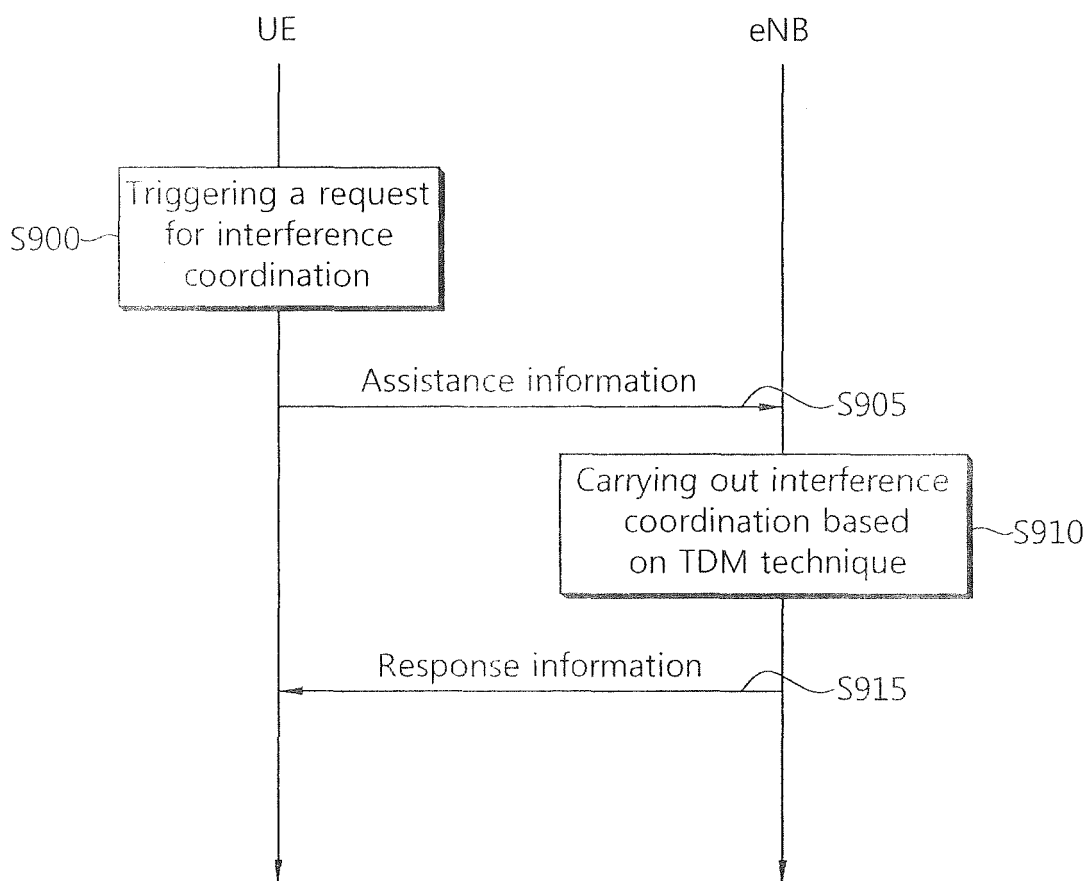 UE
eNB
Triggering a request
for interference
coordination
S900
Assistance information
S905
Carrying out interference
coordination based
on TDM technique
S910
Response information
S915